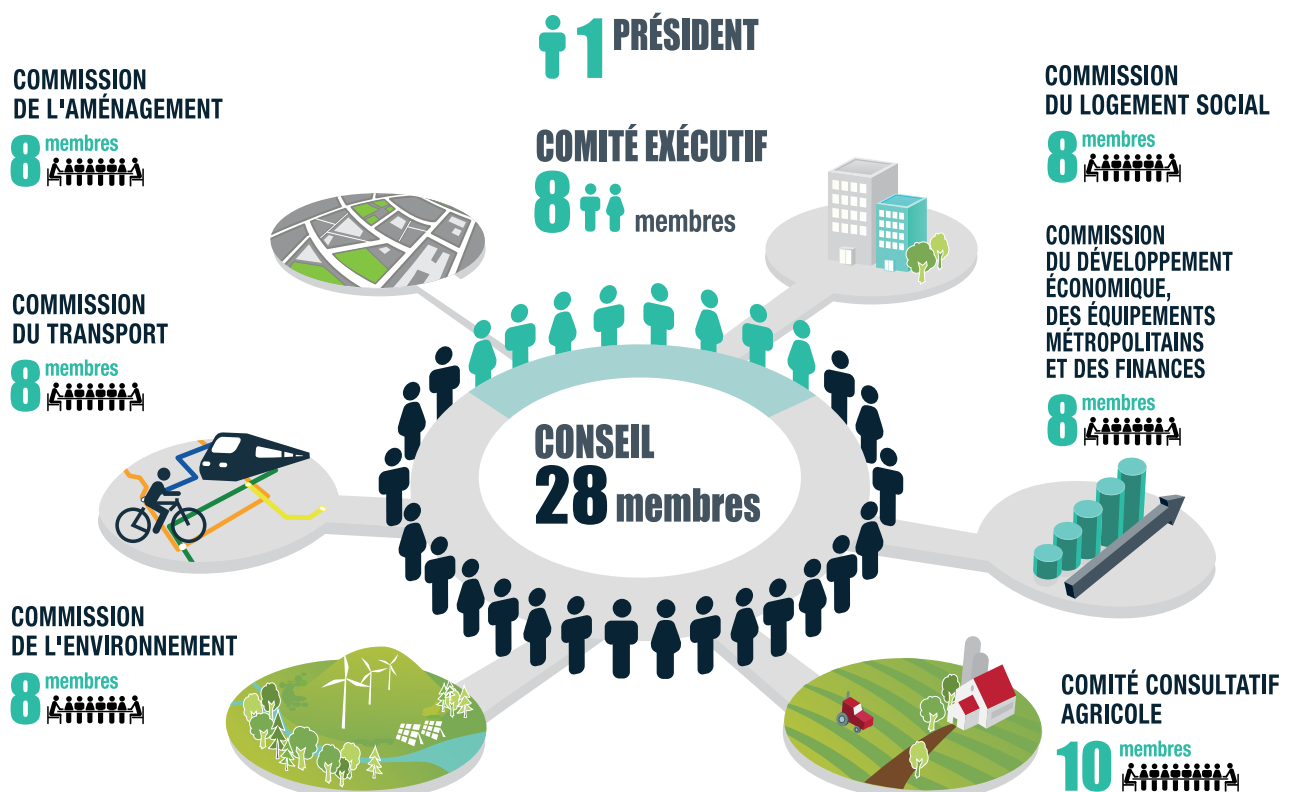 1 PRÉSIDENT
COMITÉ EXÉCUTIF
8 membres
COMMISSION
DE L'AMÉNAGEMENT
8 membres
COMMISSION
DU TRANSPORT
8 membres
COMMISSION
DE L'ENVIRONNEMENT
8 membres
CONSEIL
28 membres
COMMISSION
DU LOGEMENT SOCIAL
8 membres
COMMISSION
DU DÉVELOPPEMENT
ÉCONOMIQUE,
DES ÉQUIPEMENTS
MÉTROPOLITAINS
ET DES FINANCES
8 membres
COMITÉ CONSULTATIF
AGRICOLE
10 membres